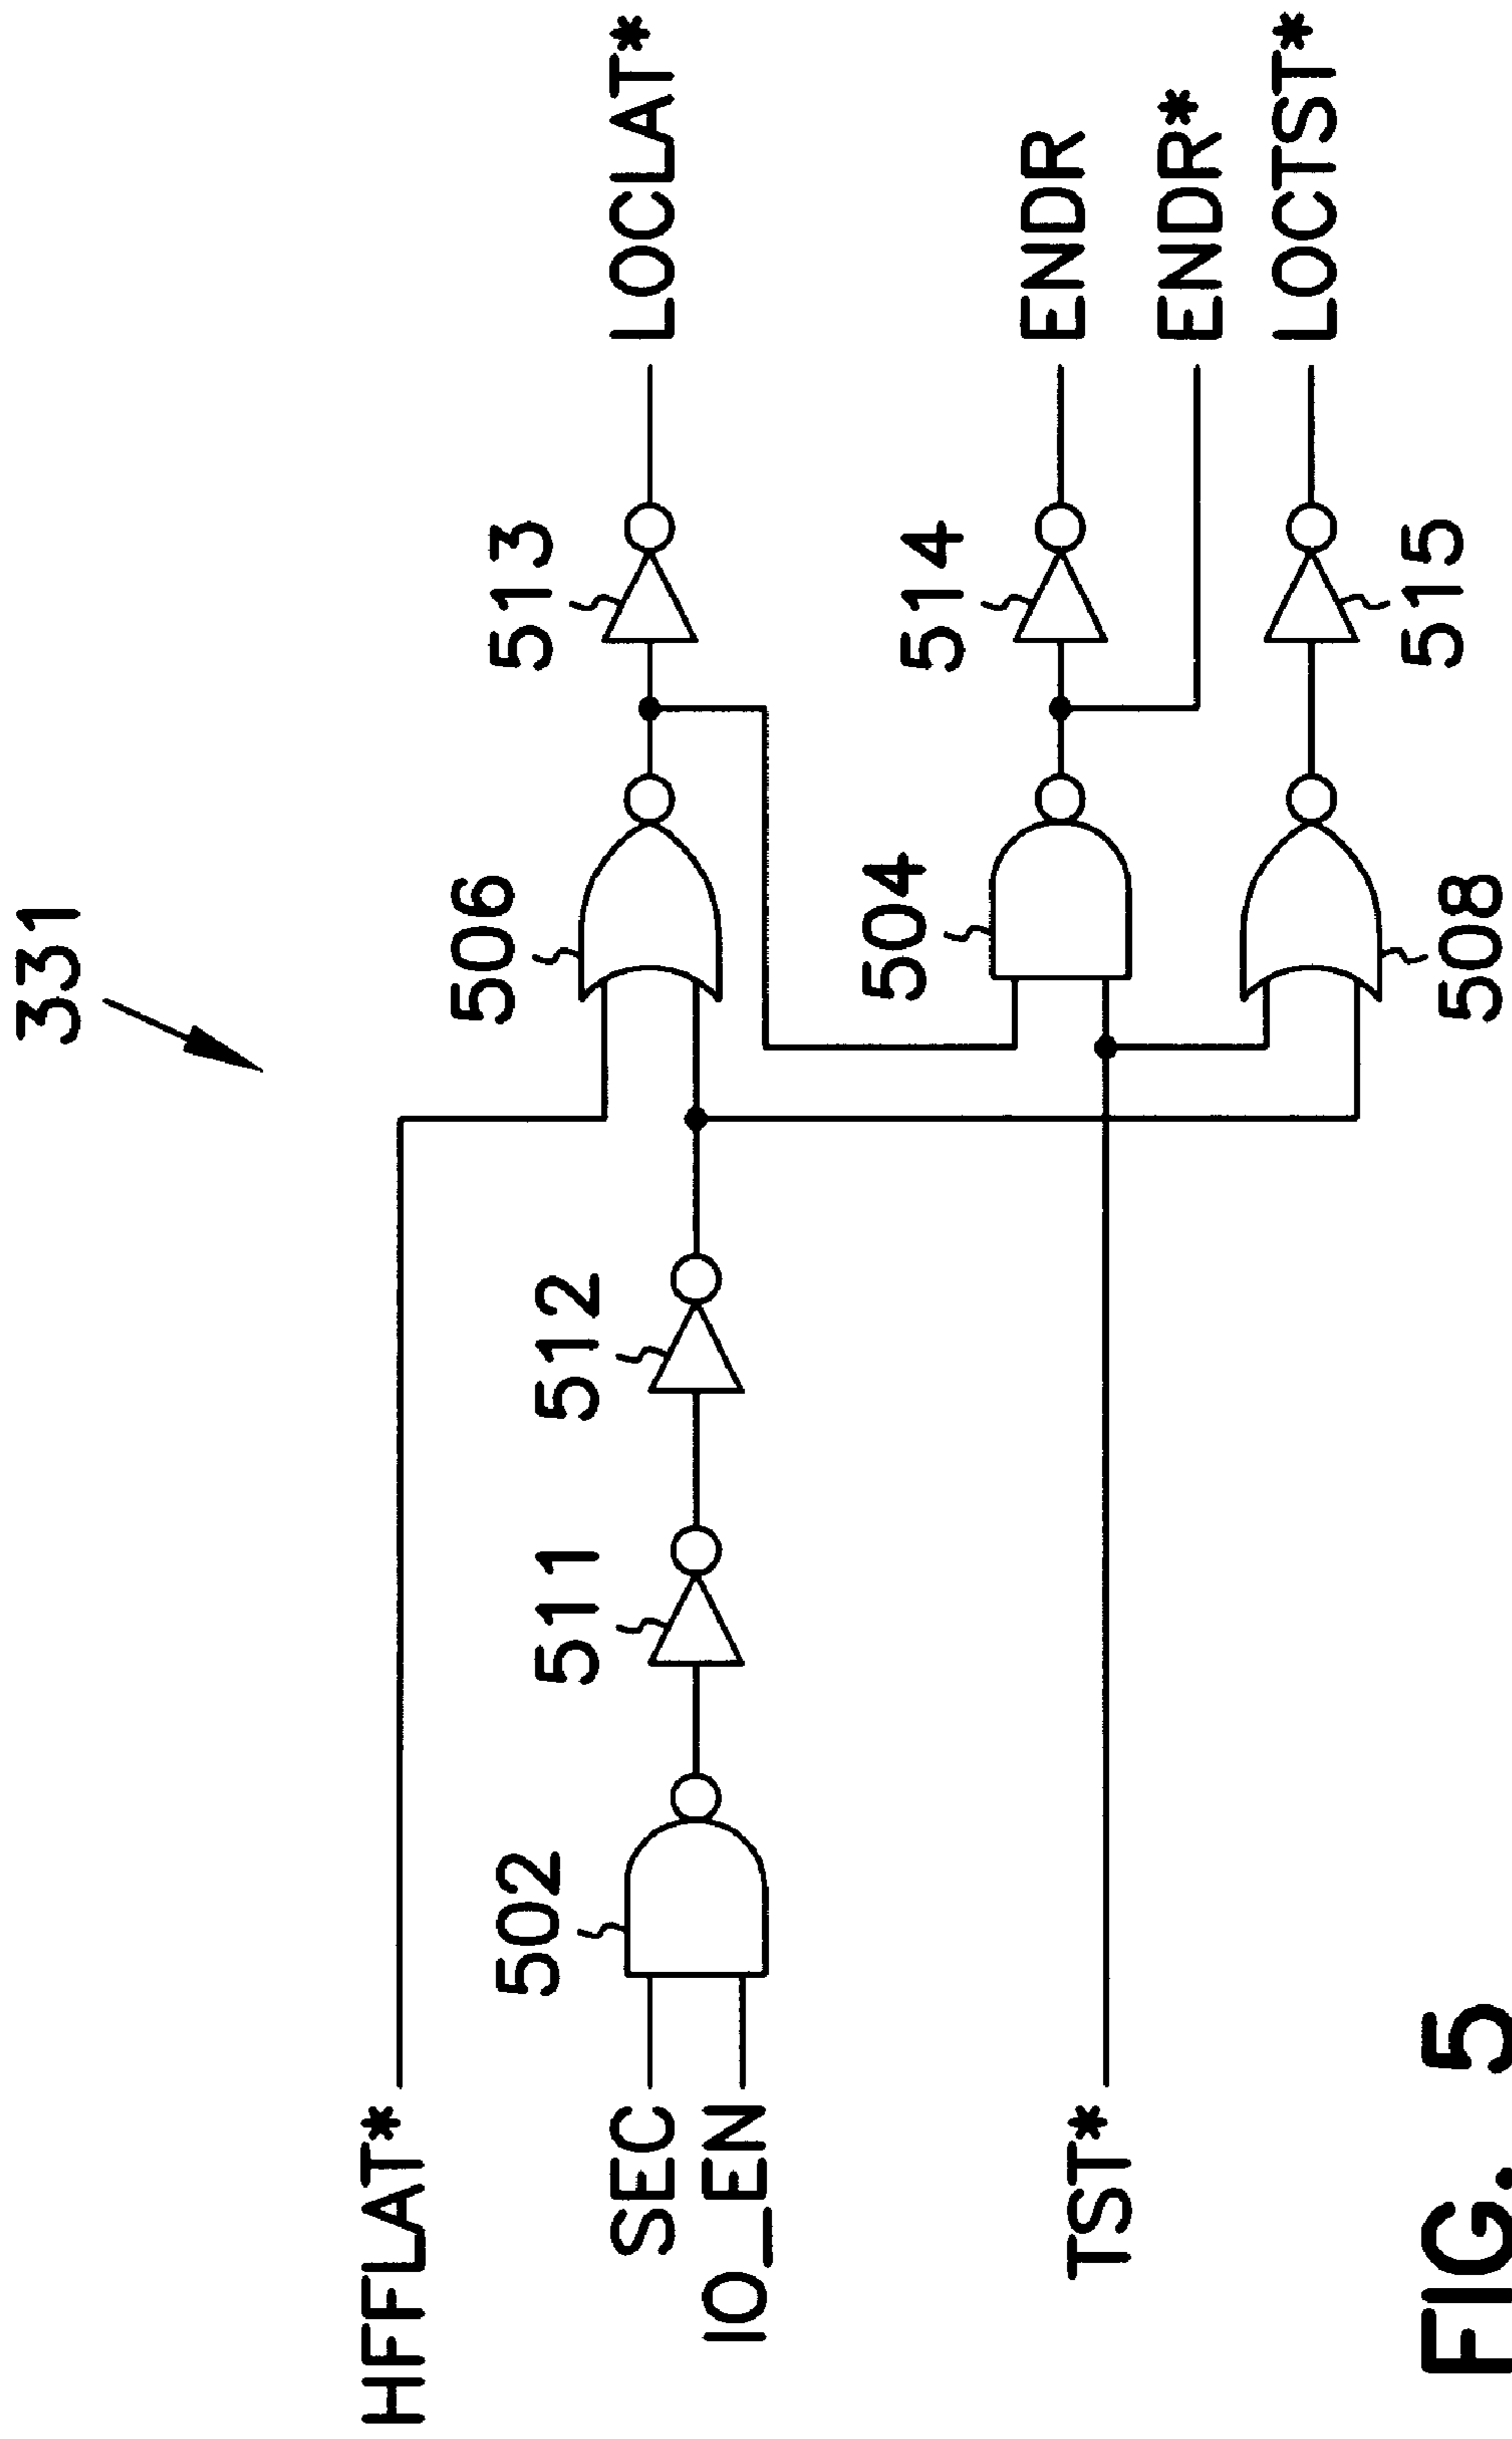 331
HFFLAT*
506
513
LOCLAT*
502
511
512
SEC
IO_EN
504
514
ENDR
TST*
ENDR*
LOCTST*
508
515
FIG. 5